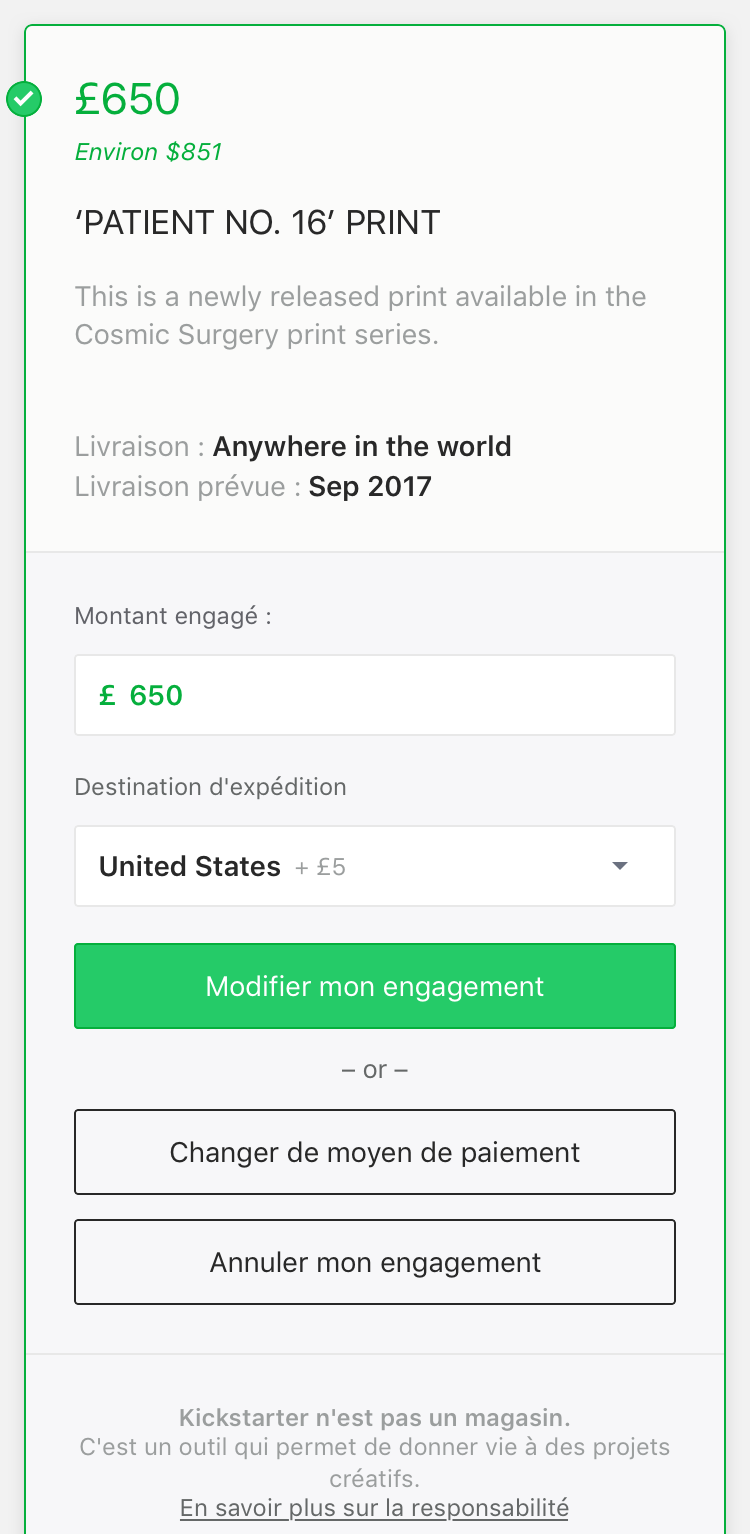 £650
Environ $851
‘PATIENT NO. 16’ PRINT
This is a newly released print available in the
Cosmic Surgery print series.
Livraison : Anywhere in the world
Livraison prévue : Sep 2017
Montant engagé :
£ 650
Destination d'expédition
United States + £5
Modifier mon engagement
– or –
Changer de moyen de paiement
Annuler mon engagement
Kickstarter n'est pas un magasin.
C'est un outil qui permet de donner vie à des projets
créatifs.
En savoir plus sur la responsabilité